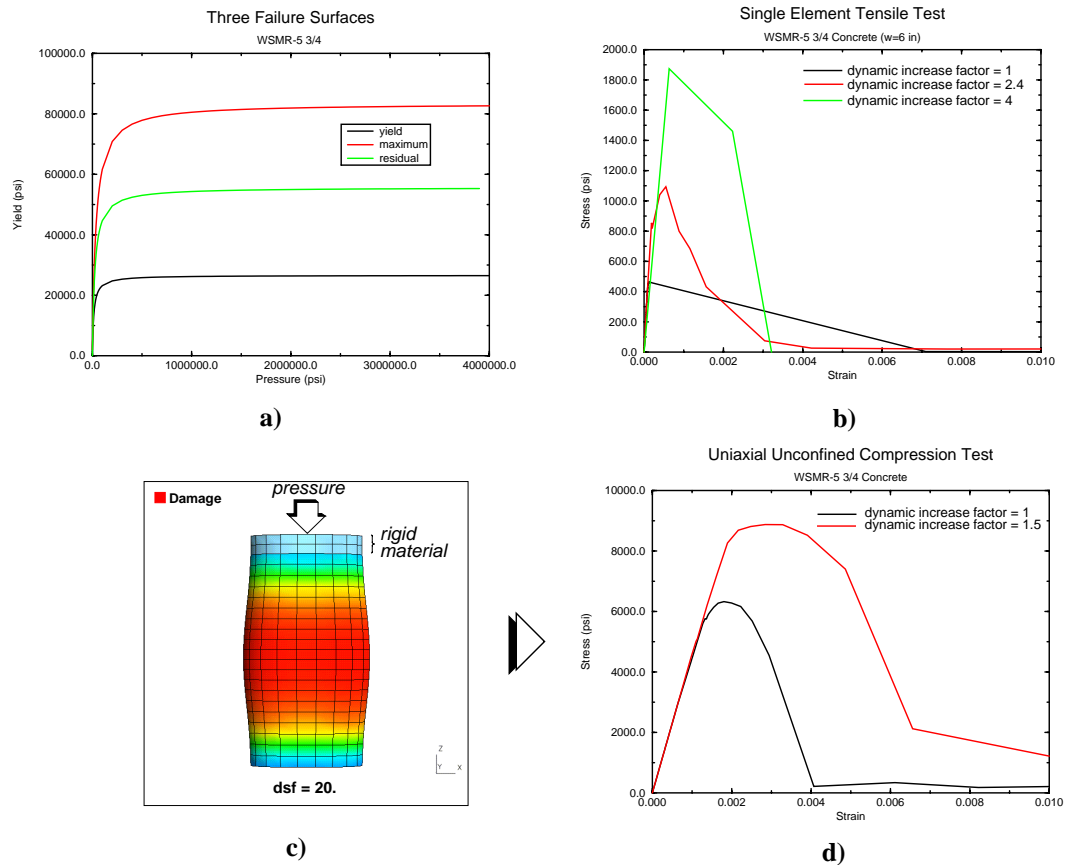 Three Failure Surfaces
WSMR-5 3/4
100000.0
80000.0
60000.0
40000.0
20000.0
0.0
Yield (psi)
yield
maximum
residual
0.0
1000000.0
2000000.0
3000000.0
4000000.0
Pressure (psi)
a)
Single Element Tensile Test
WSMR-5 3/4 Concrete (w=6 in)
2000.0
1800.0
1600.0
1400.0
1200.0
1000.0
800.0
600.0
400.0
200.0
0.0
Stress (psi)
dynamic increase factor = 1
dynamic increase factor = 2.4
dynamic increase factor = 4
0.000
0.002
0.004
0.006
0.008
0.010
Strain
b)
Damage
pressure
rigid
material
Z
Y X
dsf = 20.
c)
Uniaxial Unconfined Compression Test
WSMR-5 3/4 Concrete
10000.0
8000.0
6000.0
4000.0
2000.0
0.0
Stress (psi)
dynamic increase factor = 1
dynamic increase factor = 1.5
0.000
0.002
0.004
0.006
0.008
0.010
Strain
d)